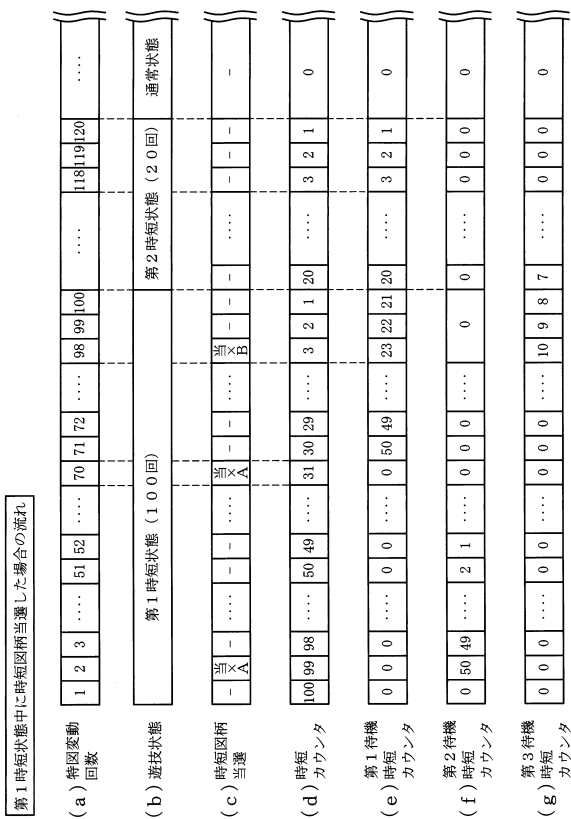 第1時短状態中に時短図柄当選した場合の流れ
(a) 特図変動回数 1 2 3 ‥‥ 51 52 ‥‥ 70 71 72 ‥‥ 98 99 100 ‥‥ 118 119 120 ‥‥
(b) 遊技状態 第1時短状態(100回) 第2時短状態(20回) 通常状態
(c) 時短図柄当選 - 当×A - ‥‥ - - ‥‥ 当×A - - ‥‥ 当×B - - - ‥‥ - - - -
(d) 時短カウンタ 100 99 98 ‥‥ 50 49 ‥‥ 31 30 29 ‥‥ 3 2 1 20 ‥‥ 3 2 1 0
(e) 第1待機時短カウンタ 0 0 0 ‥‥ 0 0 ‥‥ 0 50 49 ‥‥ 23 22 21 20 ‥‥ 3 2 1 0
(f) 第2待機時短カウンタ 0 50 49 ‥‥ 2 1 ‥‥ 0 0 0 ‥‥ 0 0 ‥‥ 0 0 0 0
(g) 第3待機時短カウンタ 0 0 0 ‥‥ 0 0 ‥‥ 0 0 0 ‥‥ 10 9 8 7 ‥‥ 0 0 0 0